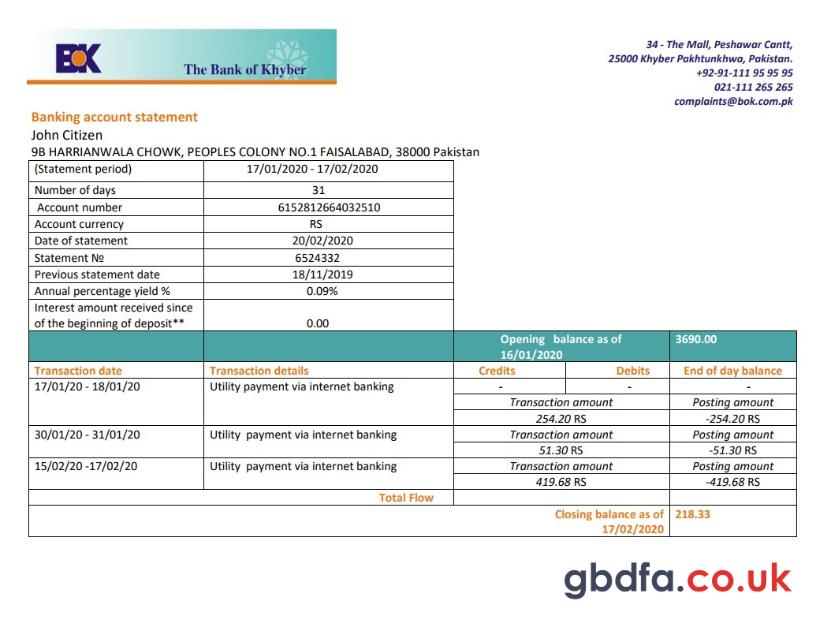 BOK
The Bank of Khyber
34 - The Mall, Peshawar Cantt,
25000 Khyber Pakhtunkhwa, Pakistan.
+92-91-111 95 95 95
021-111 265 265
complaints@bok.com.pk
Banking account statement
John Citizen
9B HARRIANWALA CHOWK, PEOPLES COLONY NO.1 FAISALABAD, 38000 Pakistan
(Statement period) 17/01/2020 - 17/02/2020
Number of days 31
Account number 6152812664032510
Account currency RS
Date of statement 20/02/2020
Statement № 6524332
Previous statement date 18/11/2019
Annual percentage yield % 0.09%
Interest amount received since
of the beginning of deposit** 0.00
Opening balance as of 3690.00
16/01/2020
Transaction date Transaction details Credits Debits End of day balance
17/01/20 - 18/01/20 Utility payment via internet banking - - -
Transaction amount Posting amount
254.20 RS -254.20 RS
30/01/20 - 31/01/20 Utility payment via internet banking Transaction amount Posting amount
51.30 RS -51.30 RS
15/02/20 -17/02/20 Utility payment via internet banking Transaction amount Posting amount
419.68 RS -419.68 RS
Total Flow
Closing balance as of 218.33
17/02/2020
gbdfa.co.uk